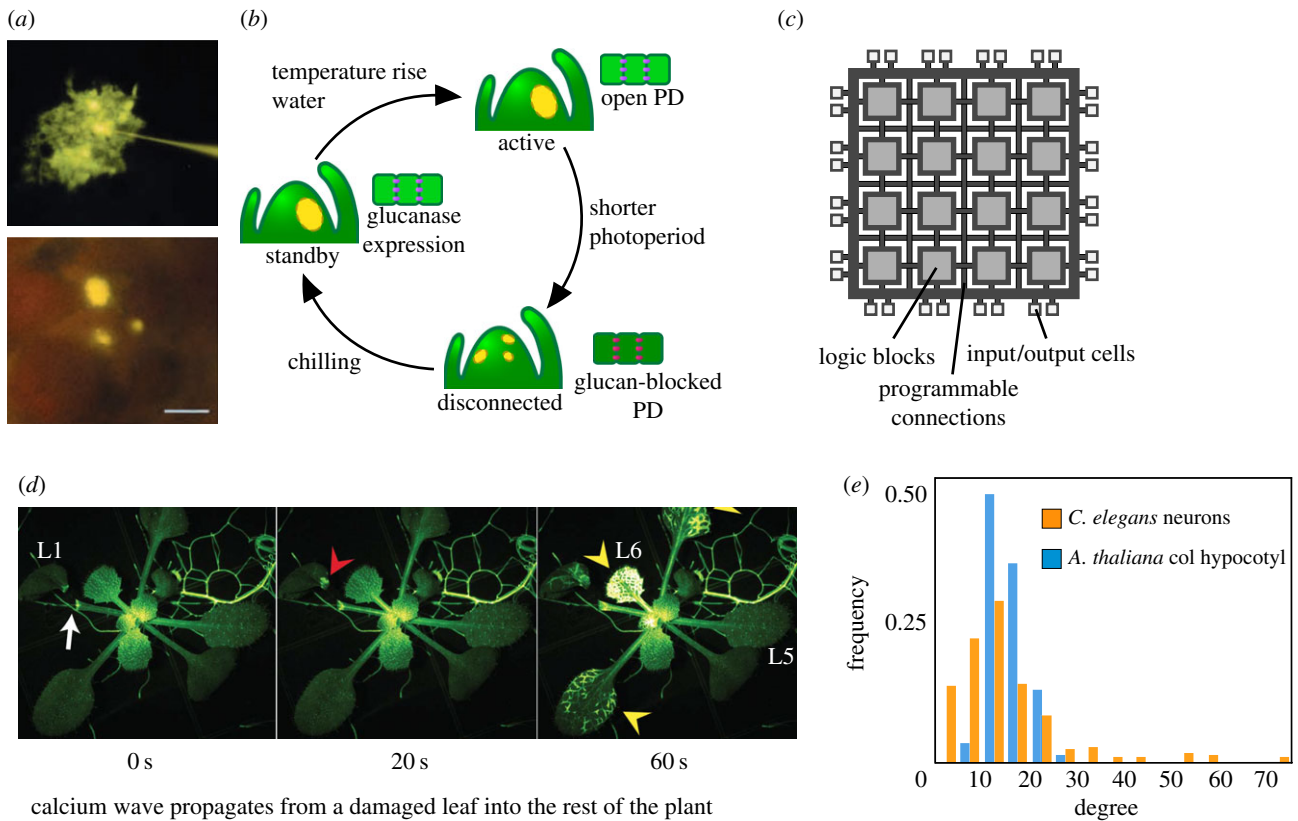 (a)
(b)
temperature rise
water
open PD
active
glucanase
expression
standby
shorter
photoperiod
chilling
glucan-blocked
PD
disconnected
(c)
logic blocks
input/output cells
programmable
connections
(d)
L1
L6
L5
0 s
20 s
60 s
calcium wave propagates from a damaged leaf into the rest of the plant
(e)
0.50
C. elegans neurons
A. thaliana col hypocotyl
frequency
0.25
0 10 20 30 40 50 60 70
degree